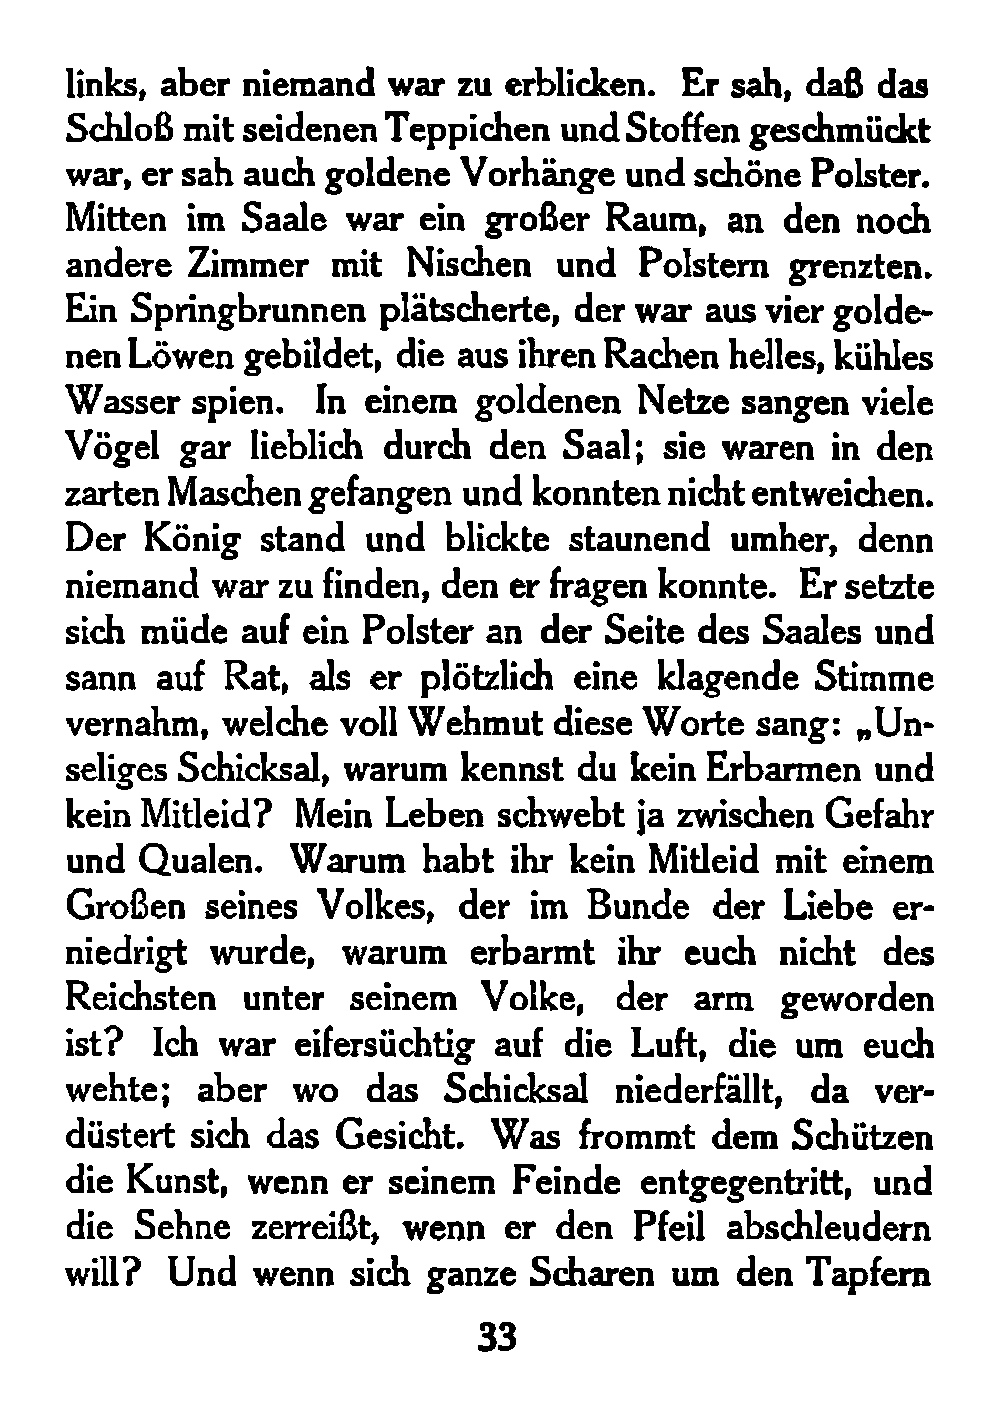 links, aber niemand war zu erblicken. Er sah, daß das
Schloß mit seidenen Teppichen und Stoffen geschmückt
war, er sah auch goldene Vorhänge und schöne Polster.
Mitten im Saale war ein großer Raum, an den noch
andere Zimmer mit Nischen und Polstern grenzten.
Ein Springbrunnen plätscherte, der war aus vier golde-
nen Löwen gebildet, die aus ihren Rachen helles, kühles
Wasser spien. In einem goldenen Netze sangen viele
Vögel gar lieblich durch den Saal; sie waren in den
zarten Maschen gefangen und konnten nicht entweichen.
Der König stand und blickte staunend umher, denn
niemand war zu finden, den er fragen konnte. Er setzte
sich müde auf ein Polster an der Seite des Saales und
sann auf Rat, als er plötzlich eine klagende Stimme
vernahm, welche voll Wehmut diese Worte sang: „Un-
seliges Schicksal, warum kennst du kein Erbarmen und
kein Mitleid? Mein Leben schwebt ja zwischen Gefahr
und Qualen. Warum habt ihr kein Mitleid mit einem
Großen seines Volkes, der im Bunde der Liebe er-
niedrigt wurde, warum erbarmt ihr euch nicht des
Reichsten unter seinem Volke, der arm geworden
ist? Ich war eifersüchtig auf die Luft, die um euch
wehte; aber wo das Schicksal niederfällt, da ver-
düstert sich das Gesicht. Was frommt dem Schützen
die Kunst, wenn er seinem Feinde entgegentritt, und
die Sehne zerreißt, wenn er den Pfeil abschleudern
will? Und wenn sich ganze Scharen um den Tapfern
33